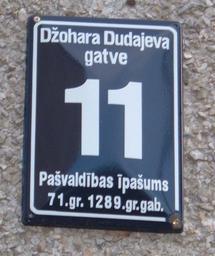 Džohara Dudajeva
gatve
11
Pašvaldības īpašums
71.gr. 1289.gr.gab.